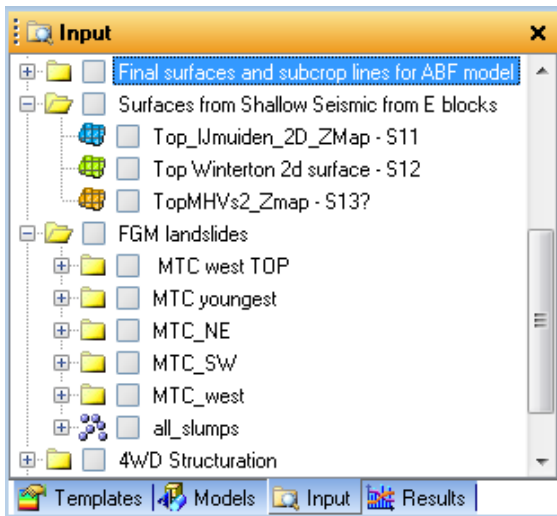 Input
Final surfaces and subcrop lines for ABF model
Surfaces from Shallow Seismic from E blocks
Top_IJmuiden_2D_ZMap - S11
Top Winterton 2d surface - S12
TopMHVs2_Zmap - S13?
FGM landslides
MTC west TOP
MTC youngest
MTC_NE
MTC_SW
MTC_west
all_slumps
4WD Structuration
Templates Models Input Results